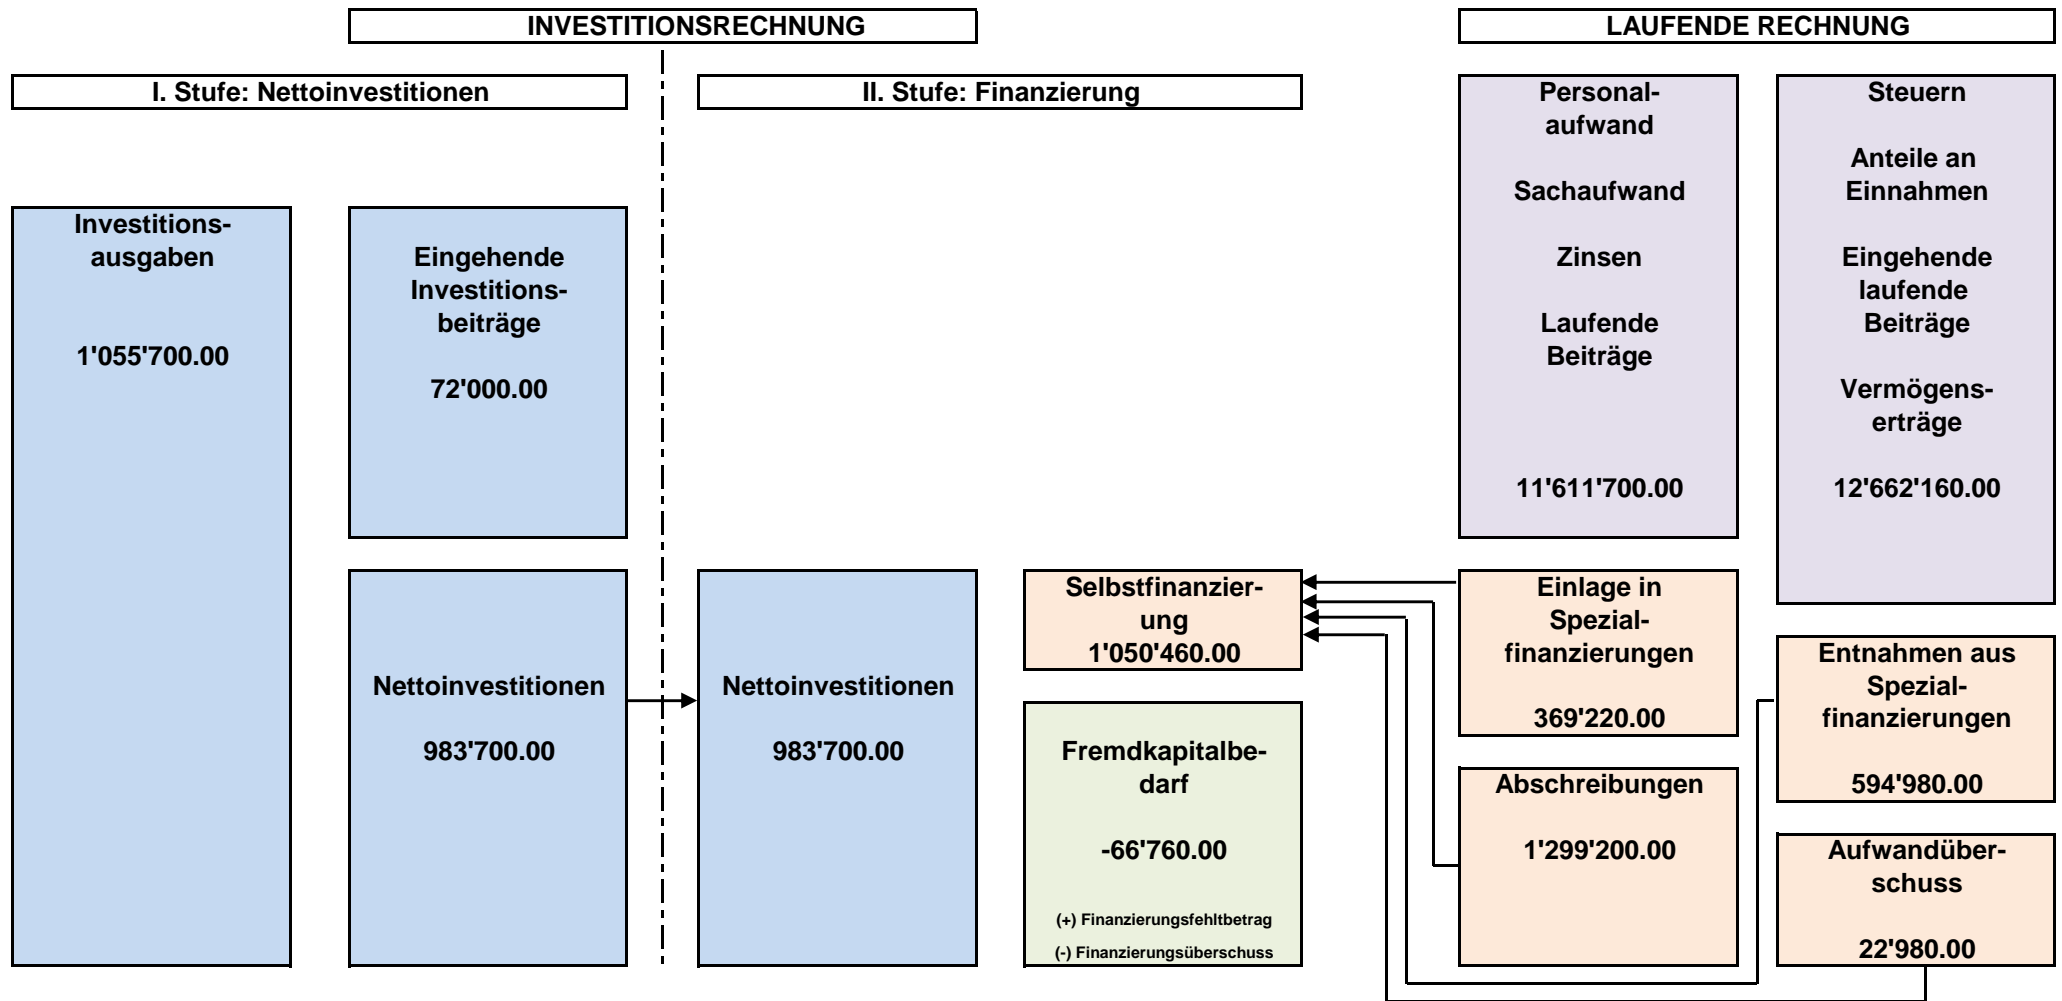 INVESTITIONSRECHNUNG
LAUFENDE RECHNUNG
I. Stufe: Nettoinvestitionen
II. Stufe: Finanzierung
Investitions-
ausgaben
1'055'700.00
Eingehende
Investitions-
beiträge
72'000.00
Nettoinvestitionen
983'700.00
Nettoinvestitionen
983'700.00
Selbstfinanzier-
ung
1'050'460.00
Fremdkapitalbe-
darf
-66'760.00
(+) Finanzierungsfehltbetrag
(-) Finanzierungsüberschuss
Personal-
aufwand
Sachaufwand
Zinsen
Laufende
Beiträge
11'611'700.00
Einlage in
Spezial-
finanzierungen
369'220.00
Abschreibungen
1'299'200.00
Steuern
Anteile an
Einnahmen
Eingehende
laufende
Beiträge
Vermögens-
erträge
12'662'160.00
Entnahmen aus
Spezial-
finanzierungen
594'980.00
Aufwandüber-
schuss
22'980.00